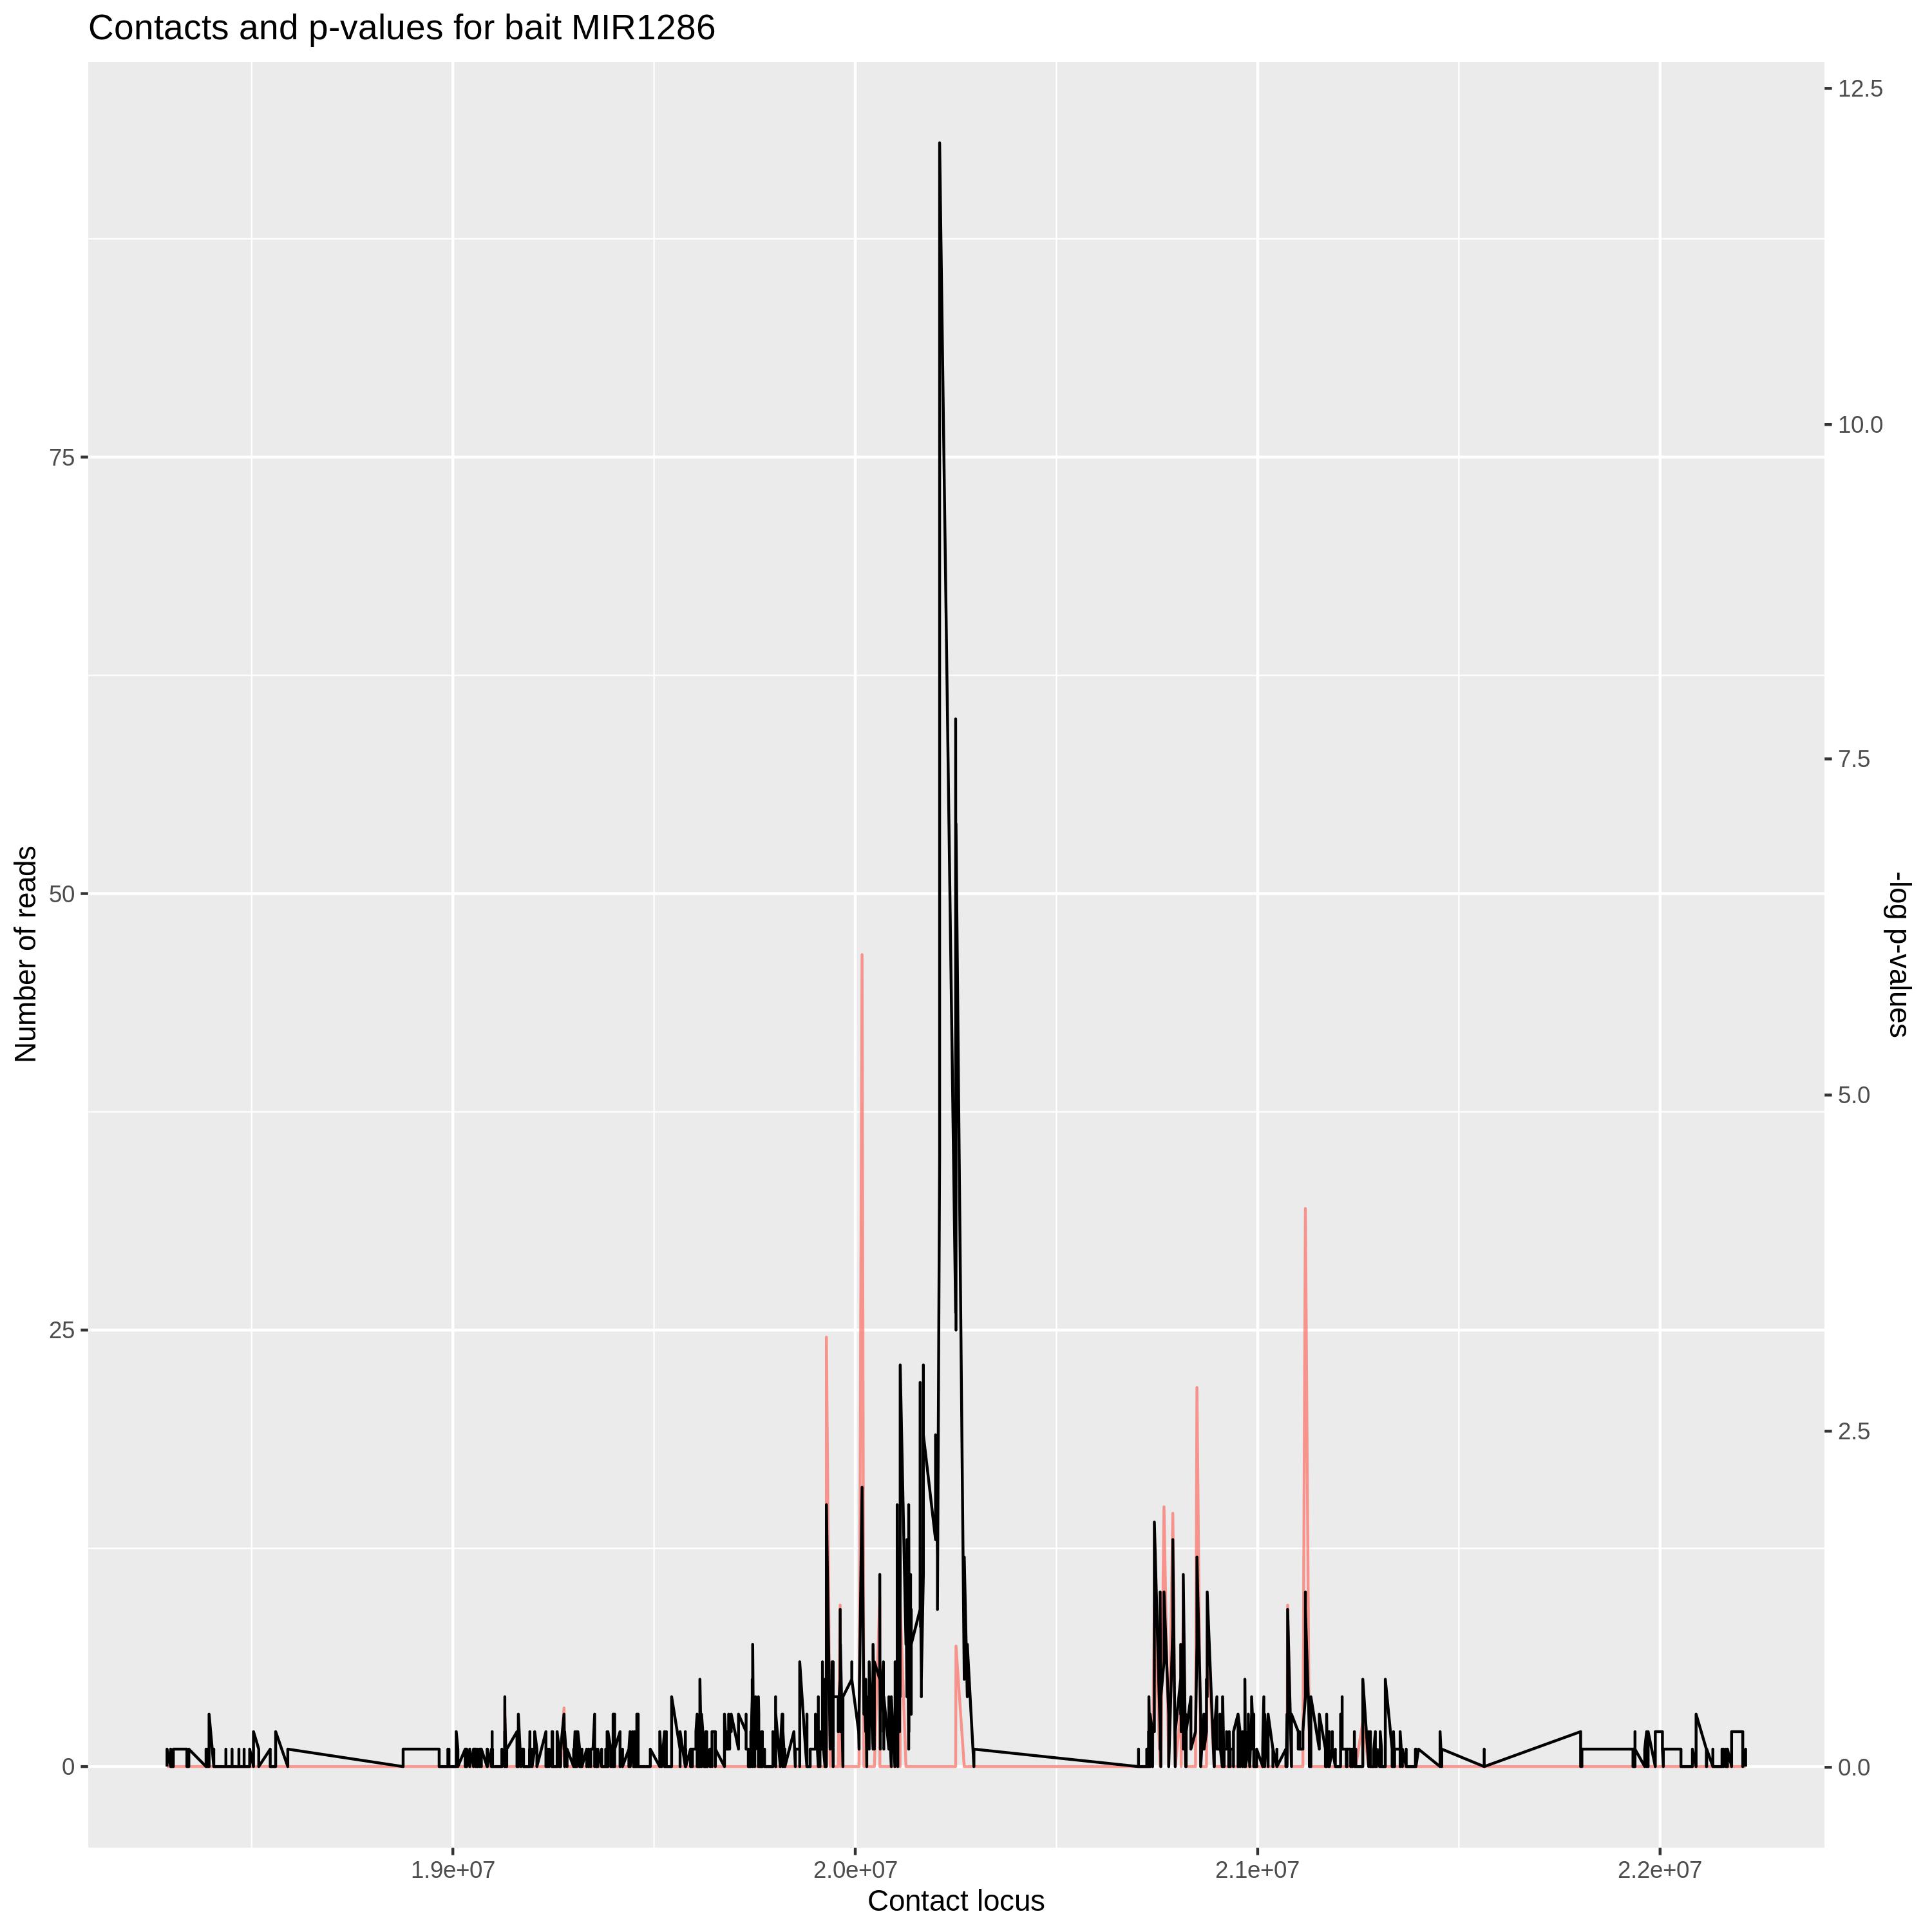 Contacts and p-values for bait MIR1286
12.5
10.0
75
7.5
50
Number of reads
-log p-values
5.0
25
2.5
0
0.0
1.9e+07 2.0e+07 2.1e+07 2.2e+07
Contact locus